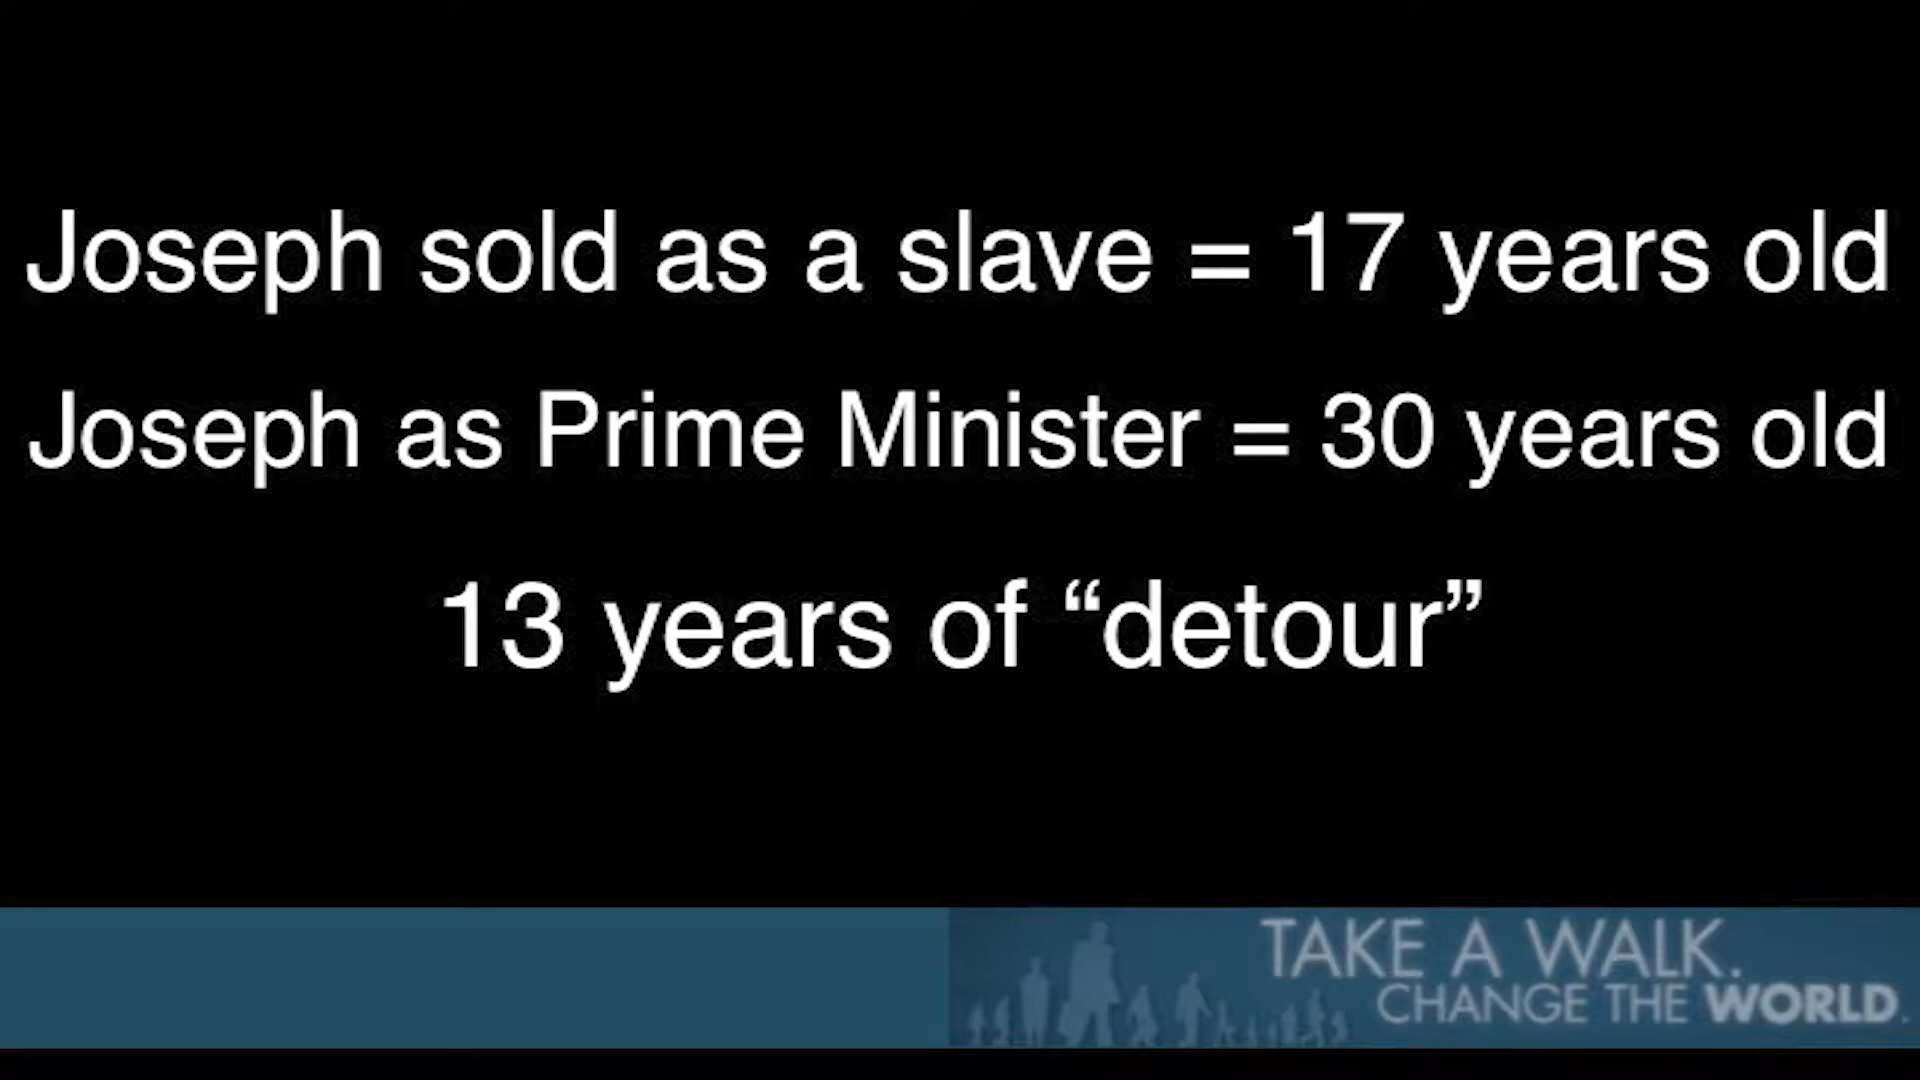 Joseph sold as a slave = 17 years old
Joseph as Prime Minister = 30 years old
13 years of “detour”
TAKE A WALK.
CHANGE THE WORLD.